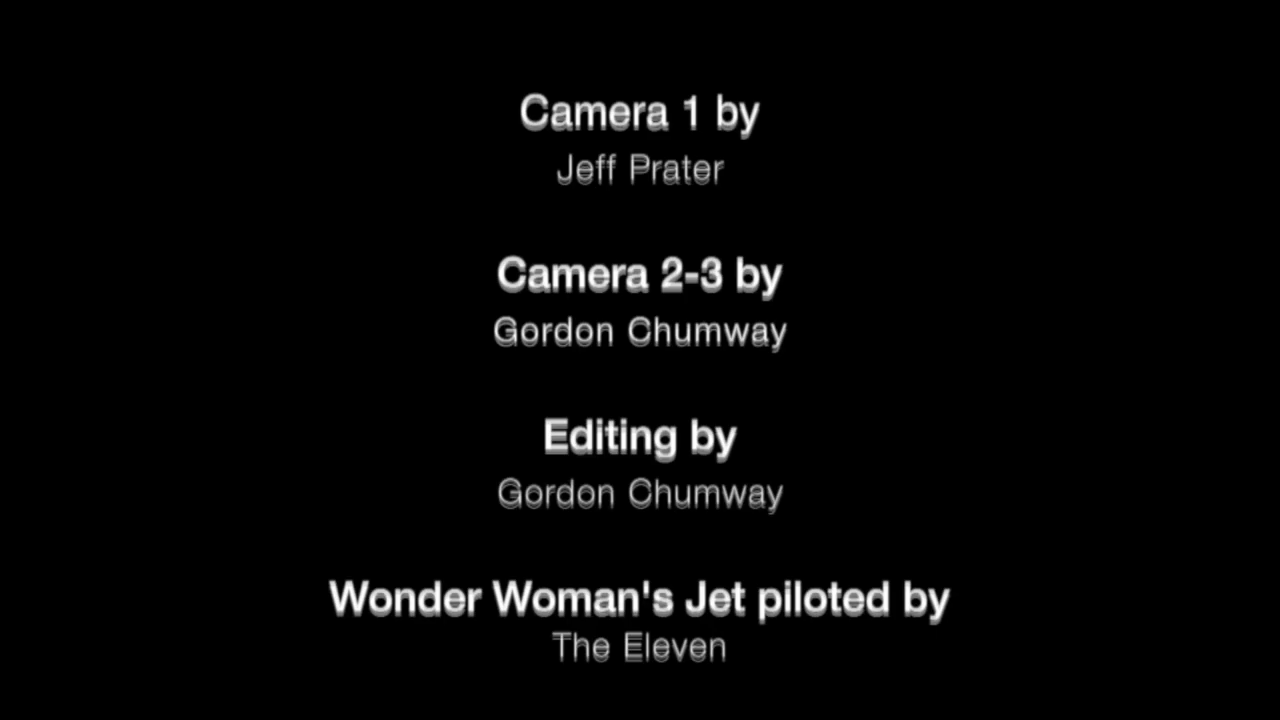 Camera 1 by
Jeff Prater
Camera 2-3 by
Gordon Chumway
Editing by
Gordon Chumway
Wonder Woman's Jet piloted by
The Eleven